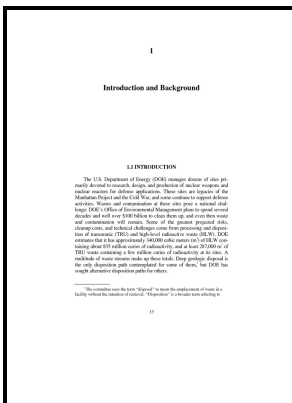 1
Introduction and Background
1.1 INTRODUCTION
The U.S. Department of Energy (DOE) manages dozens of sites pri-
marily devoted to research, design, and production of nuclear weapons and
nuclear reactors for defense applications. These sites are legacies of the
Manhattan Project and the Cold War, and some continue to support defense
activities. Wastes and contamination at these sites pose a national chal-
lenge: DOE's Office of Environmental Management plans to spend several
decades and well over $100 billion to clean them up, and even then waste
and contamination will remain. Some of the greatest projected risks,
cleanup costs, and technical challenges come from processing and disposi-
tion of transuranic (TRU) and high-level radioactive waste (HLW). DOE
estimates that it has approximately 340,000 cubic meters (m³) of HLW con-
taining about 835 million curies of radioactivity, and at least 287,000 m³ of
TRU waste containing a few million curies of radioactivity at its sites. A
multitude of waste streams make up these totals. Deep geologic disposal is
the only disposition path contemplated for some of them,¹ but DOE has
sought alternative disposition paths for others.
¹ The committee uses the term "disposal" to mean the emplacement of waste in a
facility without the intention of retrieval. "Disposition" is a broader term referring to
15